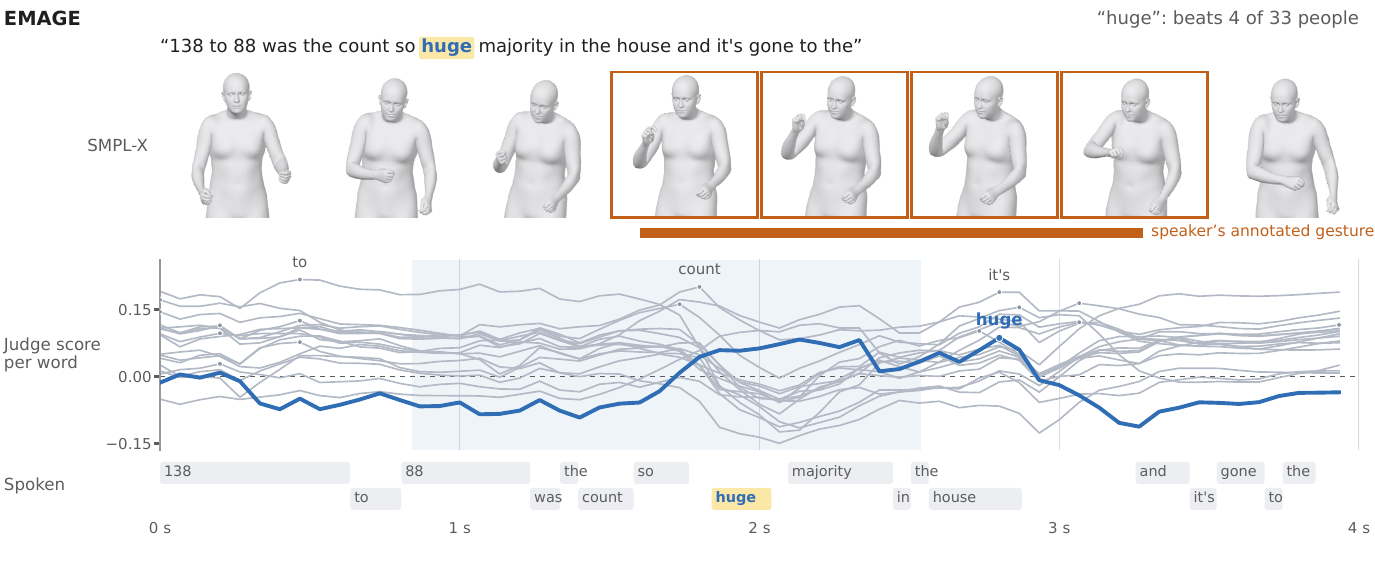 EMAGE
“huge”: beats 4 of 33 people
“138 to 88 was the count so huge majority in the house and it's gone to the”
SMPL-X
speaker’s annotated gesture
to
count
it's
huge
0.15
0.00
−0.15
Judge score
per word
Spoken
138
88
the
so
majority
the
and
gone
the
to
was
count
huge
in
house
it's
to
0 s
1 s
2 s
3 s
4 s